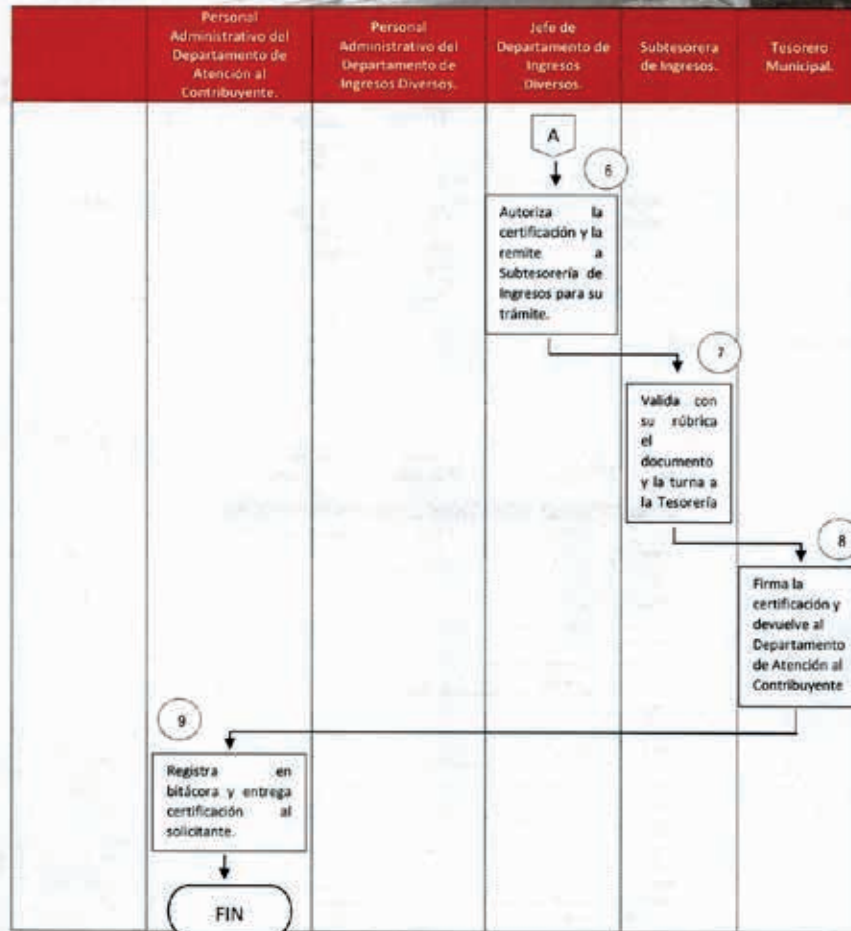 Personal
Administrativo del
Departamento de
Atención al
Contribuyente.
Personal
Administrativo del
Departamento de
Ingresos Diversos.
Jefe de
Departamento de
Ingresos
Diversos.
Subtesorera
de Ingresos.
Tesorero
Municipal.
A
6
Autoriza la
certificación y la
remite a
Subtesorería de
Ingresos para su
trámite.
7
Valida con
su rúbrica
el
documento
y la turna a
la Tesorería
8
Firma la
certificación y
devuelve al
Departamento
de Atención al
Contribuyente
9
Registra en
bitácora y entrega
certificación al
solicitante.
FIN